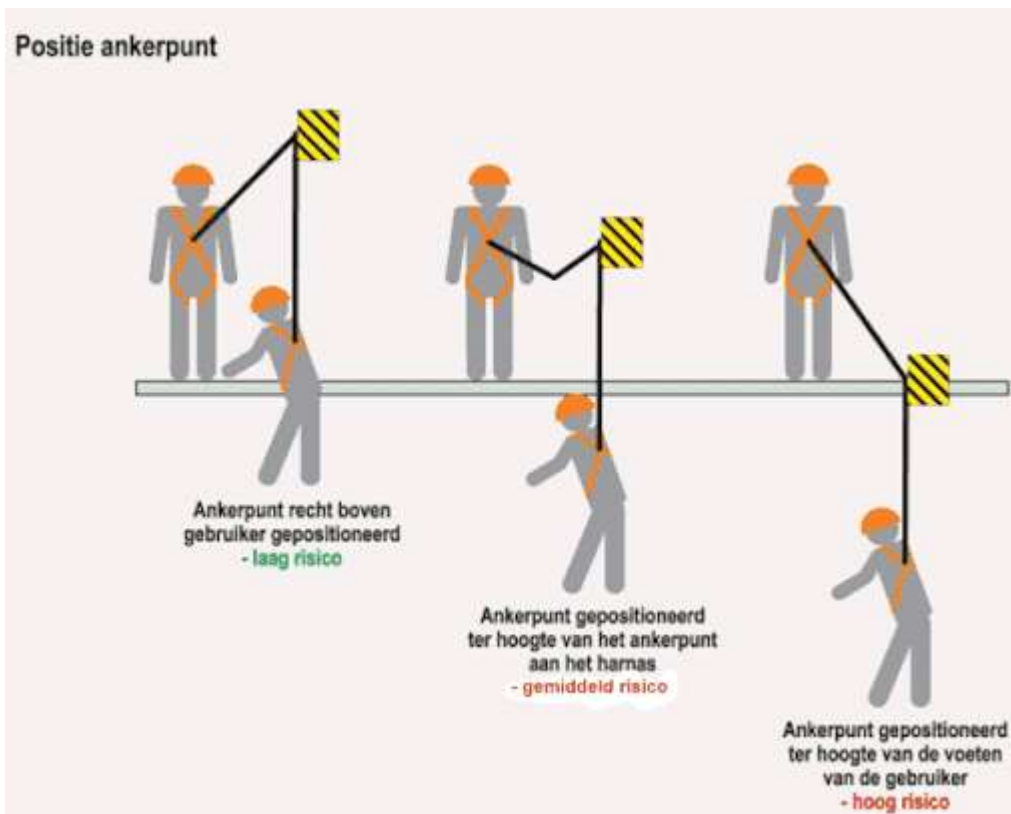 Positie ankerpunt
Ankerpunt recht boven
gebruiker gepositioneerd
- laag risico
Ankerpunt gepositioneerd
ter hoogte van het ankerpunt
aan het harnas
- gemiddeld risico
Ankerpunt gepositioneerd
ter hoogte van de voeten
van de gebruiker
- hoog risico